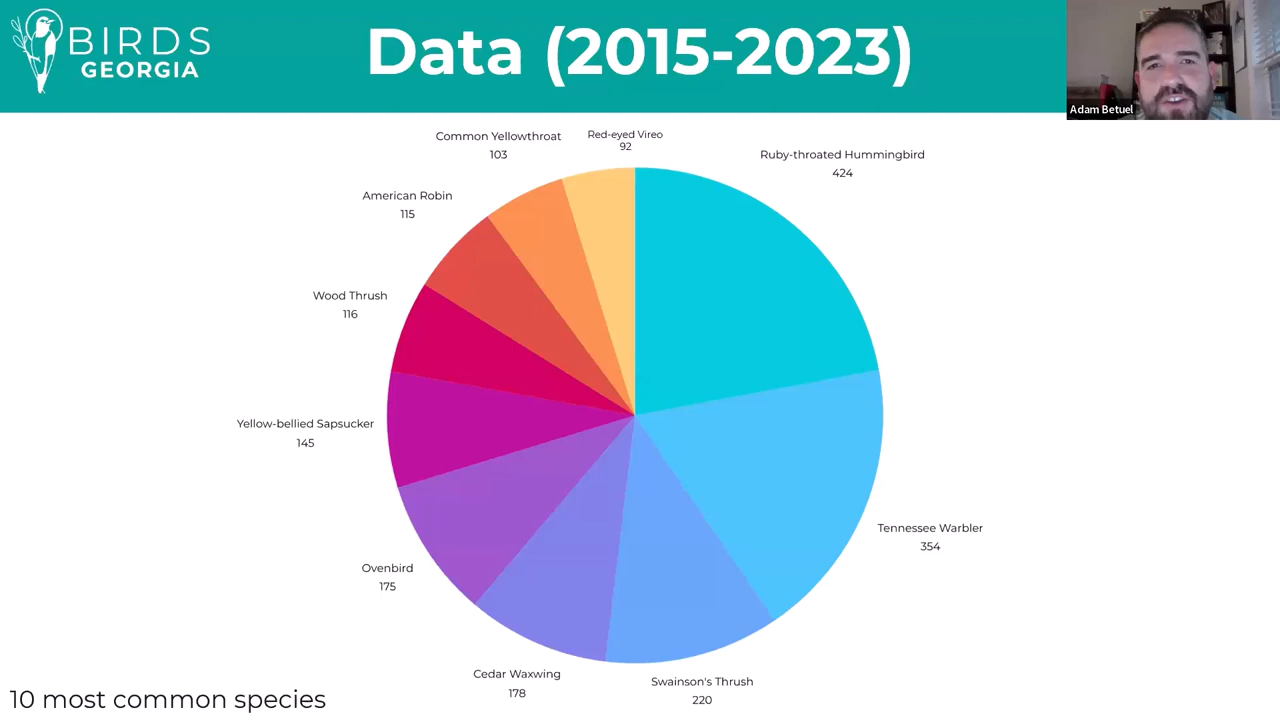 BIRDS
GEORGIA
Data (2015-2023)
Adam Betuel
Common Yellowthroat
103
Red-eyed Vireo
92
Ruby-throated Hummingbird
424
American Robin
115
Wood Thrush
116
Yellow-bellied Sapsucker
145
Tennessee Warbler
354
Ovenbird
175
Cedar Waxwing
178
Swainson's Thrush
220
10 most common species